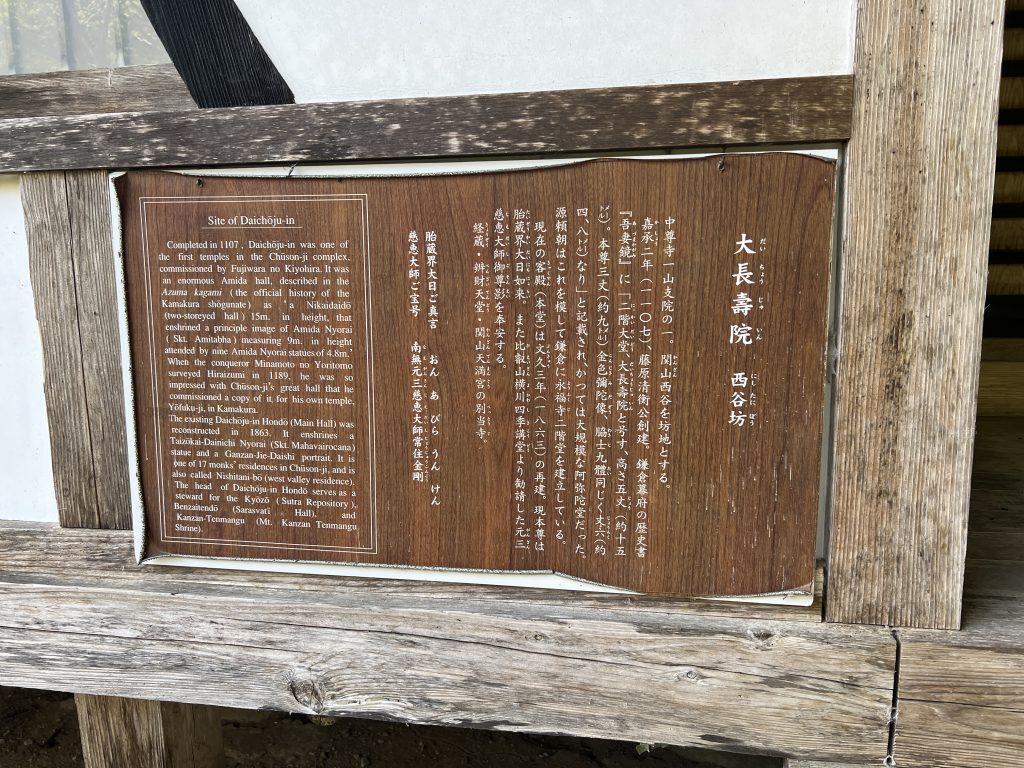 大長壽院 西谷坊
だい ちょう じゅ いん にしたに ぼう
中尊寺一山支院の一。関山西谷を坊地とする。
嘉承二年(一一〇七)、藤原清衡公創建。鎌倉幕府の歴史書
『吾妻鏡』に「二階大堂、大長壽院と号す、高さ五丈(約十五
㍍)。本尊三丈(約九㍍)金色彌陀像、脇士九體同じく丈六(約
四、八㍍)なり」と記載され、かつては大規模な阿弥陀堂だった。
源頼朝はこれを模して鎌倉に永福寺二階堂を建立している。
現在の客殿(本堂)は文久三年(一八六三)の再建。現本尊は
胎蔵界大日如来。また比叡山横川四季講堂より勧請した元三
慈恵大師御尊影を奉安する。
経蔵・辨財天堂・関山天満宮の別当寺。
胎蔵界大日ご真言 おん あ びら うん けん
慈恵大師ご宝号 南無元三慈恵大師常住金剛
Site of Daichōju-in
Completed in 1107, Daichōju-in was one of
the first temples in the Chūson-ji complex,
commissioned by Fujiwara no Kiyohira. It was
an enormous Amida hall, described in the
Azuma kagami (the official history of the
Kamakura shōgunate) as 'a Nikaidaidō
(two-storeyed hall) 15m. in height, that
enshrined a principle image of Amida Nyorai
(Skt. Amitabha) measuring 9m. in height
attended by nine Amida Nyorai statues of 4.8m.'
When the conqueror Minamoto no Yoritomo
surveyed Hiraizumi in 1189, he was so
impressed with Chūson-ji's great hall that he
commissioned a copy of it for his own temple,
Yōfuku-ji, in Kamakura.
The existing Daichōju-in Hondō (Main Hall) was
reconstructed in 1863. It enshrines a
Taizōkai-Dainichi Nyorai (Skt. Mahavairocana)
statue and a Ganzan-Jie-Daishi portrait. It is
one of 17 monks' residences in Chūson-ji, and is
also called Nishitani-bō (west valley residence).
The head of Daichōju-in Hondō serves as a
steward for the Kyōzō (Sutra Repository),
Benzaitendō (Sarasvatī Hall), and
Kanzan-Tenmangu (Mt. Kanzan Tenmangu
Shrine).